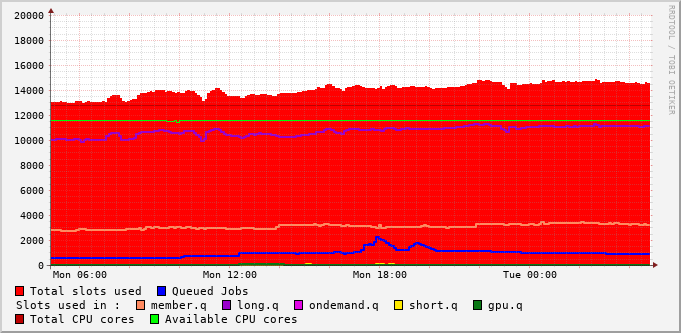 20000
18000
16000
14000
12000
10000
8000
6000
4000
2000
0
Mon 06:00 Mon 12:00 Mon 18:00 Tue 00:00
RRDTOOL / TOBI OETIKER
Total slots used Queued Jobs
Slots used in : member.q long.q ondemand.q short.q gpu.q
Total CPU cores Available CPU cores